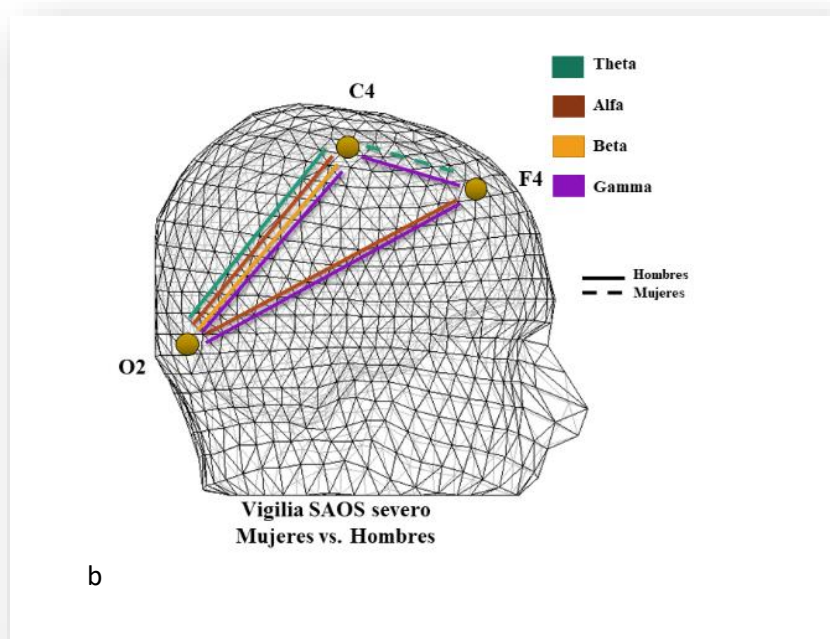 C4
Theta
Alfa
Beta
F4
Gamma
Hombres
Mujeres
O2
Vigilia SAOS severo
Mujeres vs. Hombres
b